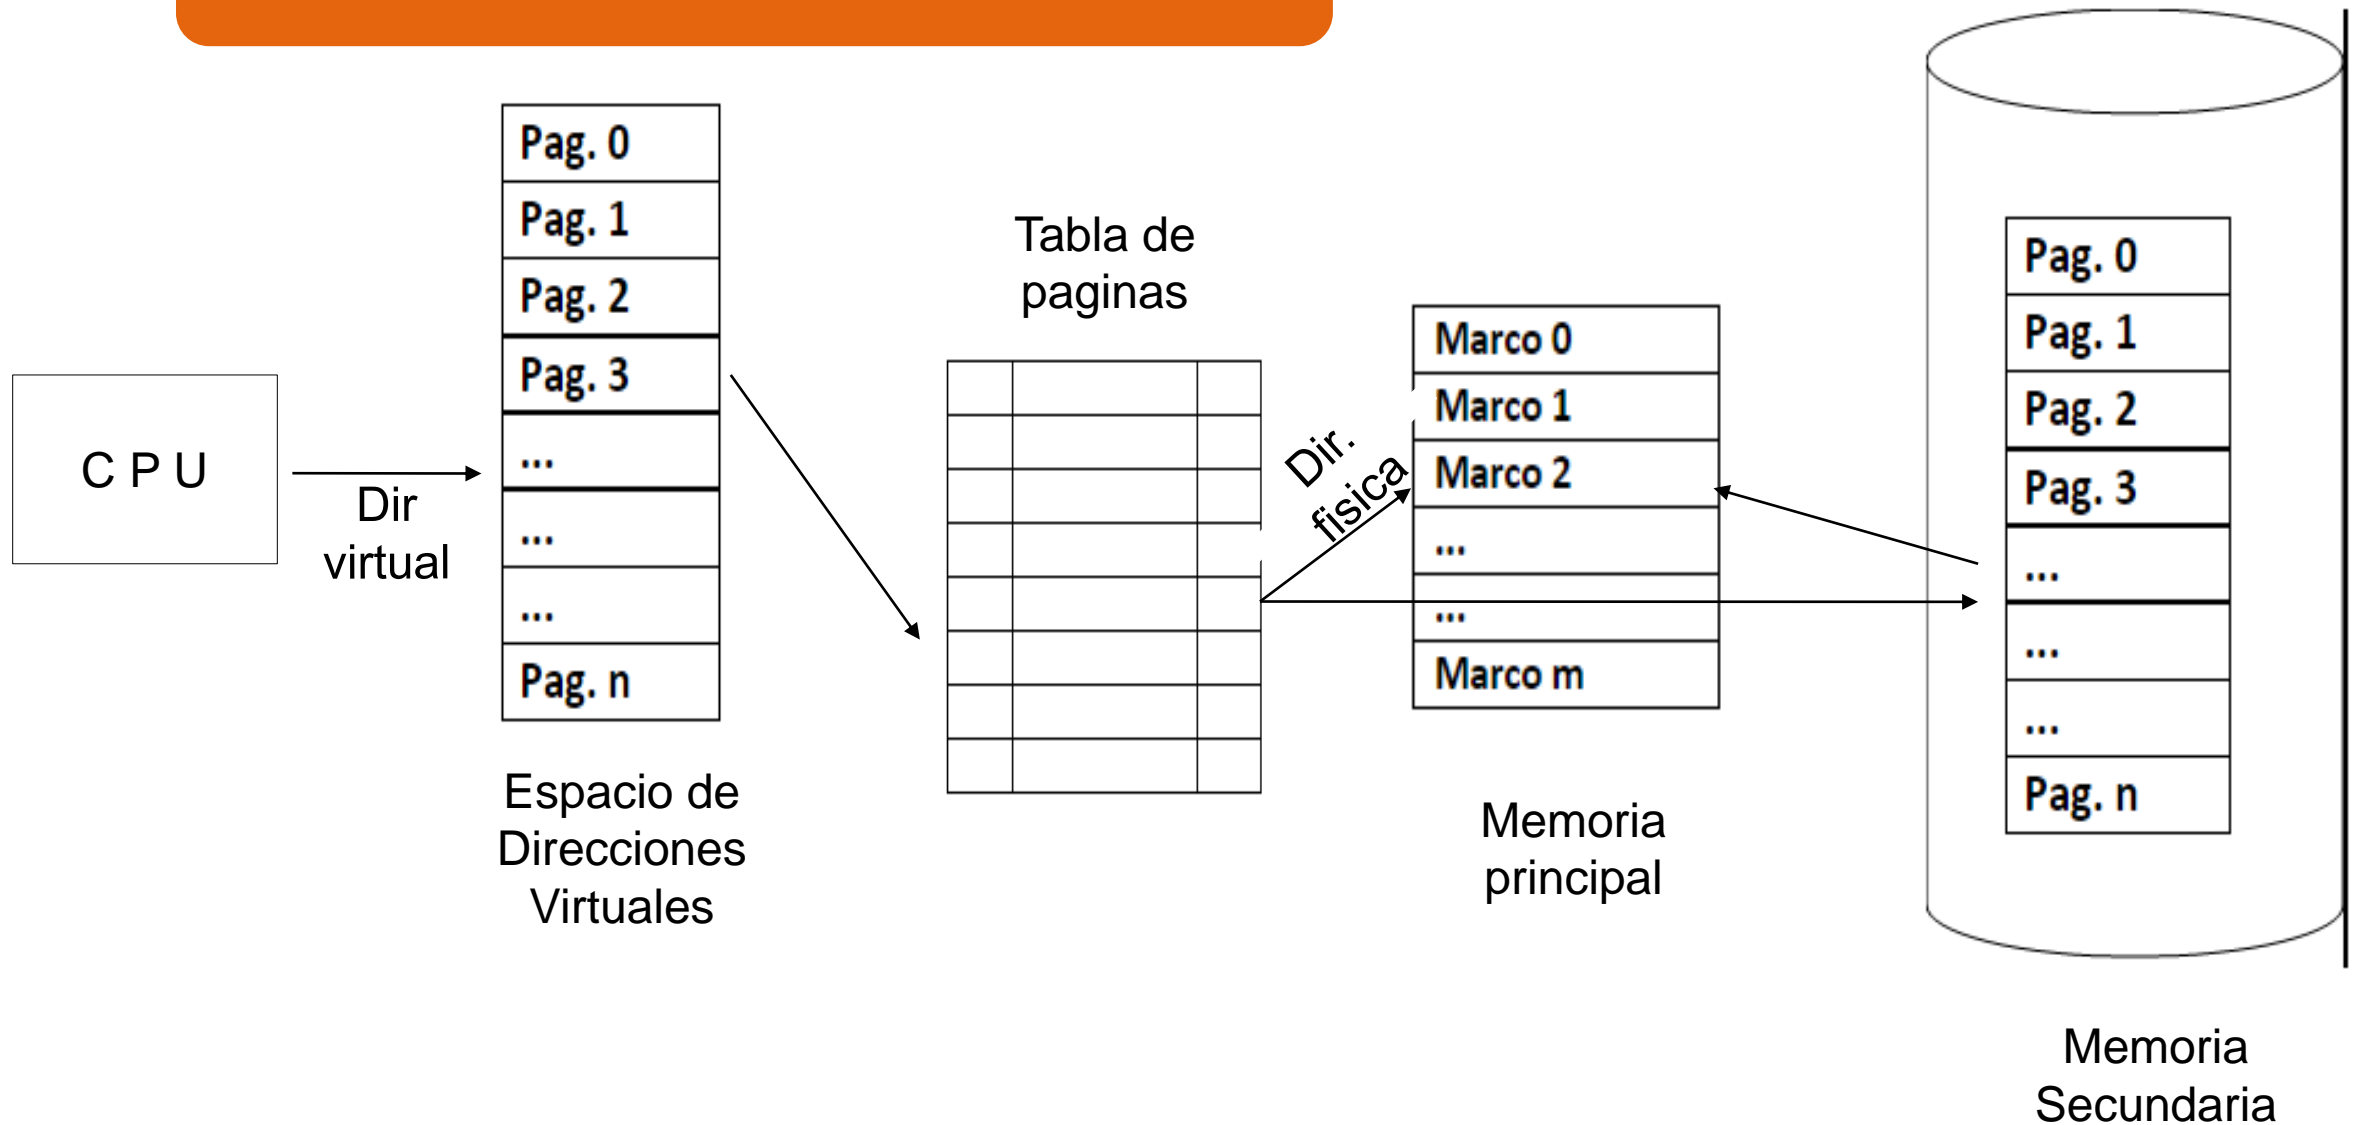 C P U
Dir
virtual
Pag. 0
Pag. 1
Pag. 2
Pag. 3
...
...
...
Pag. n
Espacio de
Direcciones
Virtuales
Tabla de
paginas
Dir.
fisica
Marco 0
Marco 1
Marco 2
...
...
Marco m
Memoria
principal
Pag. 0
Pag. 1
Pag. 2
Pag. 3
...
...
...
Pag. n
Memoria
Secundaria